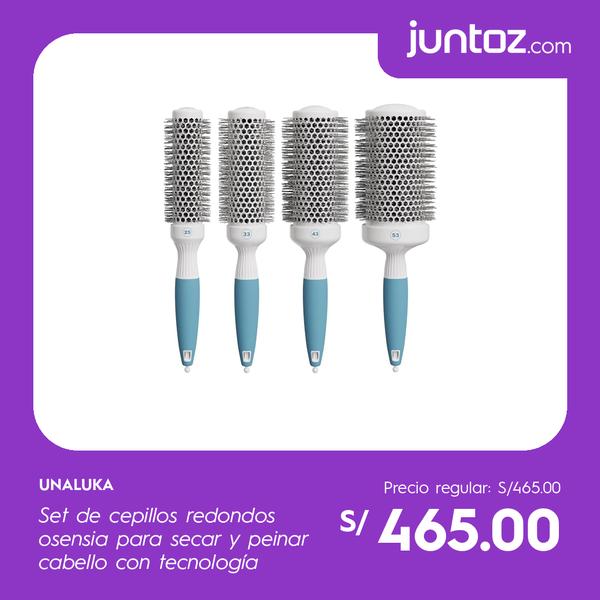 juntoz.com
25
33
43
53
UNALUKA
Set de cepillos redondos
osensia para secar y peinar
cabello con tecnología
Precio regular: S/465.00
S/ 465.00